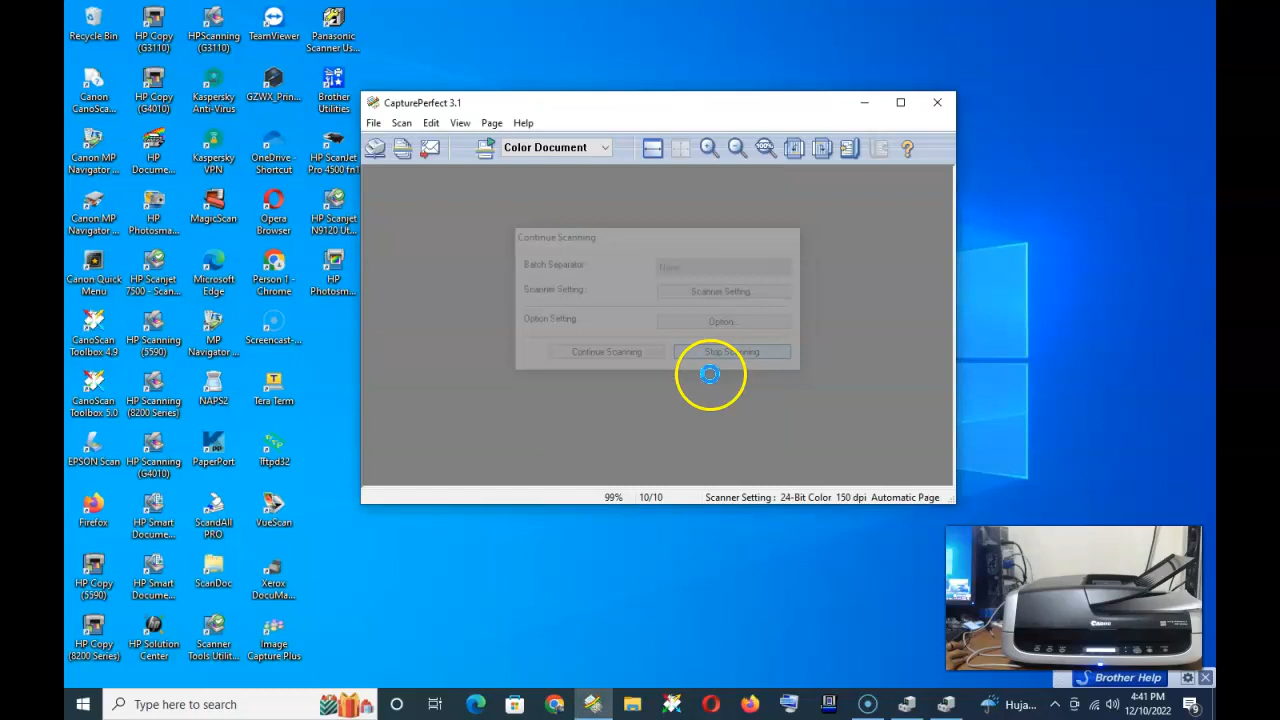 Recycle Bin
HP Copy
(G3110)
HPScanning
(G3110)
TeamViewer
Panasonic
Scanner Us...
Canon
CanoSca...
HP Copy
(G4010)
Kaspersky
Anti-Virus
GZWX_Prin...
Brother
Utilities
Canon MP
Navigator ...
HP
Document...
Kaspersky
VPN
OneDrive -
Shortcut
HP ScanJet
Pro 4500 fn1
Canon MP
Navigator ...
HP
Photosma...
MagicScan
Opera
Browser
HP Scanjet
N9120 Ut...
Canon Quick
Menu
HP Scanjet
7500 - Scan...
Microsoft
Edge
Person 1 -
Chrome
HP
Photosm...
CanoScan
Toolbox 4.9
HP Scanning
(5590)
MP
Navigator ...
Screencast-...
CanoScan
Toolbox 5.0
HP Scanning
(8200 Series)
NAPS2
Tera Term
EPSON Scan
HP Scanning
(G4010)
PaperPort
Tftpd32
Firefox
HP Smart
Docume...
ScandAll
PRO
VueScan
HP Copy
(5590)
HP Smart
Docume...
ScanDoc
Xerox
DocuMa...
HP Copy
(8200 Series)
HP Solution
Center
Scanner
Tools Utilit...
Image
Capture Plus
CapturePerfect 3.1
File Scan Edit View Page Help
Color Document
100%
Continue Scanning
Batch Separator:
None
Scanner Setting:
Scanner Setting...
Option Setting:
Option...
Continue Scanning
Stop Scanning
99% 10/10 Scanner Setting : 24-Bit Color 150 dpi Automatic Page
Canon
Brother Help
Type here to search
Huja...
4:41 PM
12/10/2022
9